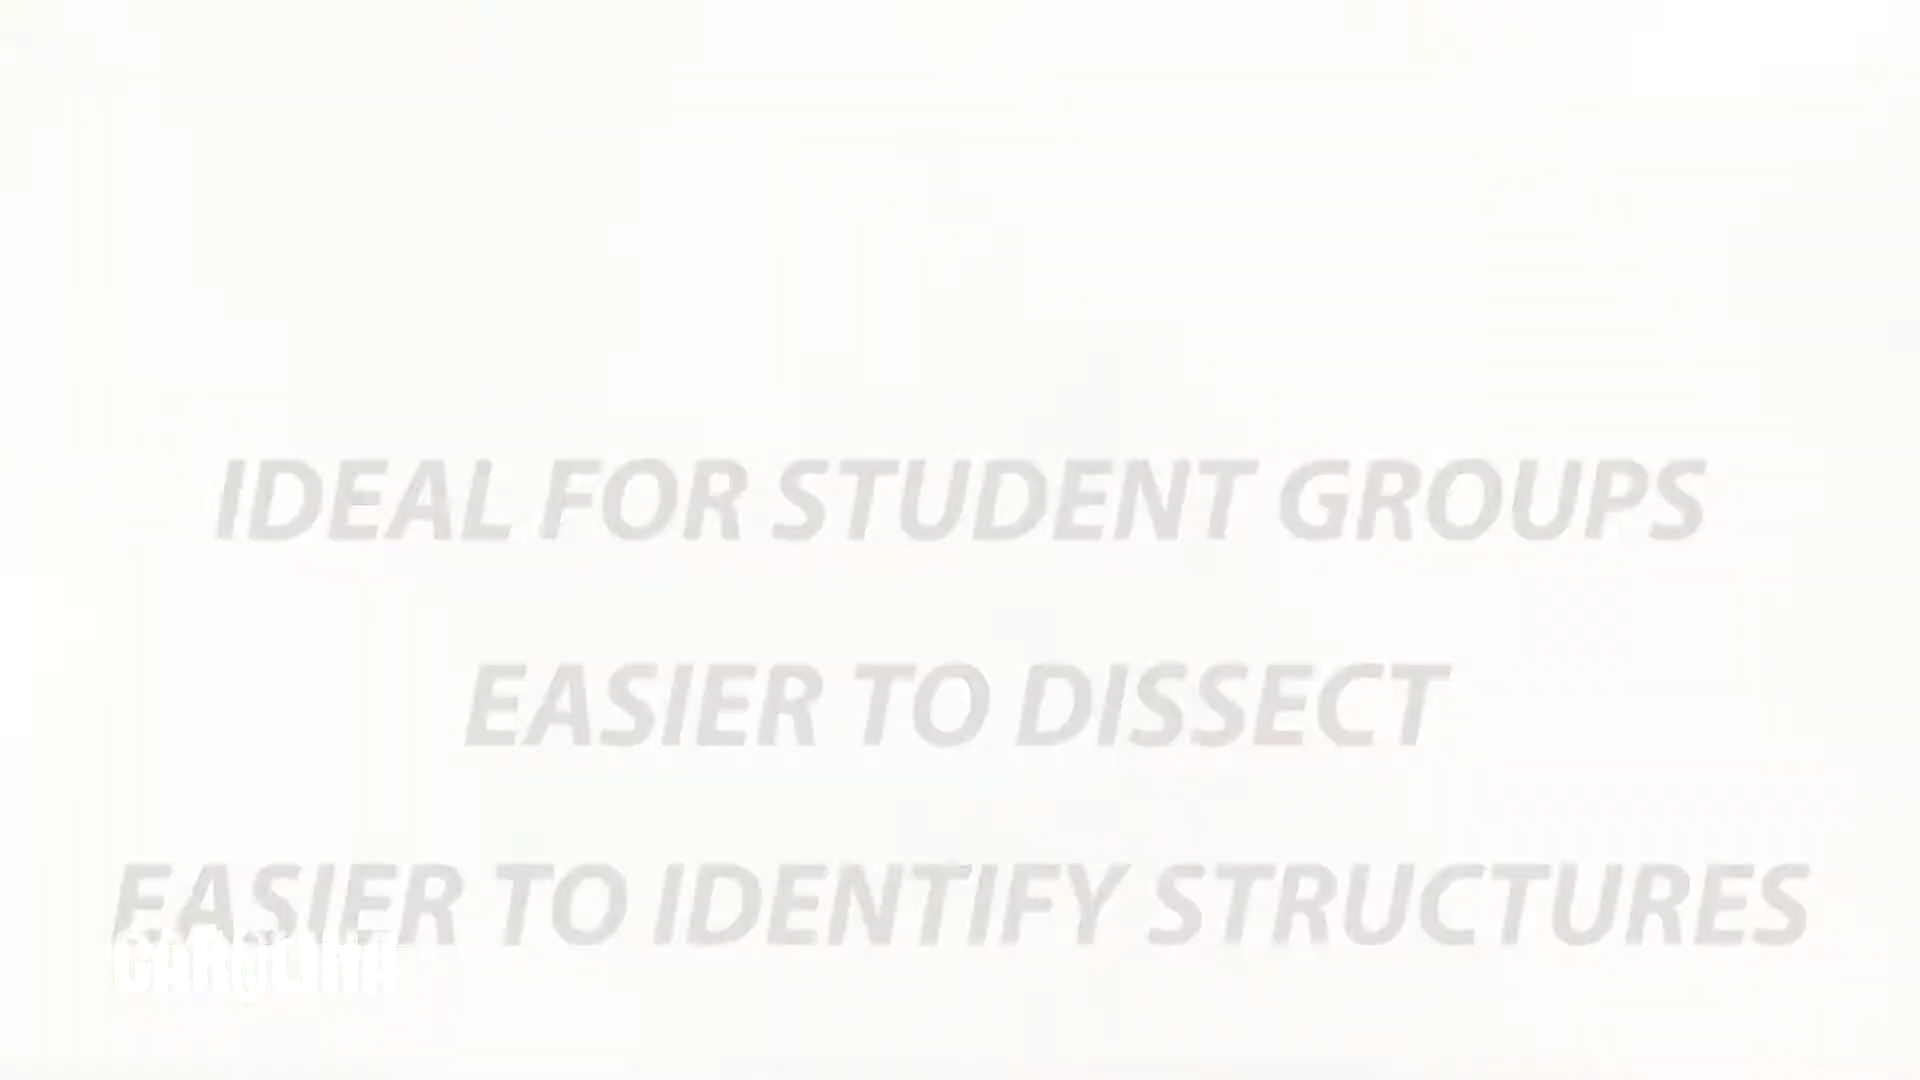 IDEAL FOR STUDENT GROUPS
EASIER TO DISSECT
EASIER TO IDENTIFY STRUCTURES
CAROLINA